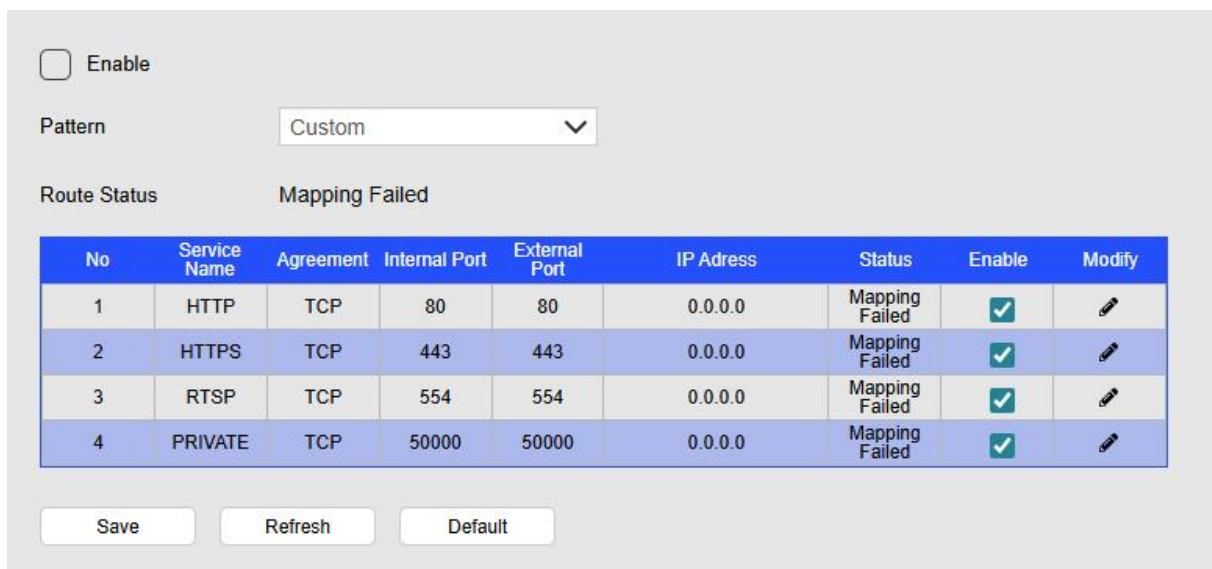 Enable
Pattern Custom
Route Status Mapping Failed
No Service Name Agreement Internal Port External Port IP Adress Status Enable Modify
1 HTTP TCP 80 80 0.0.0.0 Mapping Failed
2 HTTPS TCP 443 443 0.0.0.0 Mapping Failed
3 RTSP TCP 554 554 0.0.0.0 Mapping Failed
4 PRIVATE TCP 50000 50000 0.0.0.0 Mapping Failed
Save Refresh Default